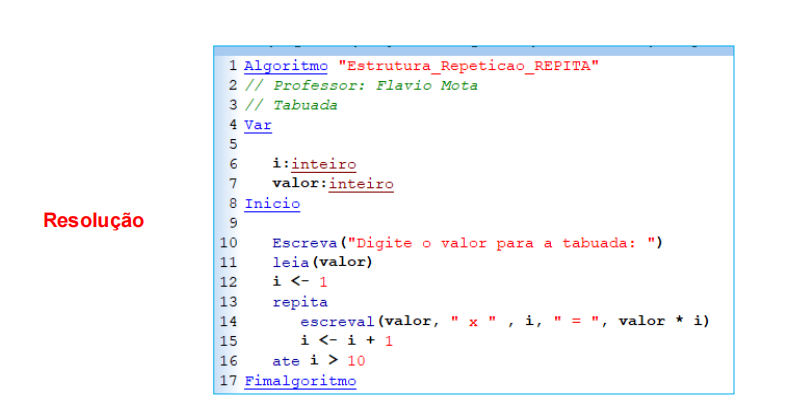 Resolução
1 Algoritmo "Estrutura_Repeticao_REPITA"
2 // Professor: Flavio Mota
3 // Tabuada
4 Var
5
6 i:inteiro
7 valor:inteiro
8 Inicio
9
10 Escreva("Digite o valor para a tabuada: ")
11 leia(valor)
12 i <- 1
13 repita
14 escreval(valor, " x " , i, " = ", valor * i)
15 i <- i + 1
16 ate i > 10
17 Fimalgoritmo